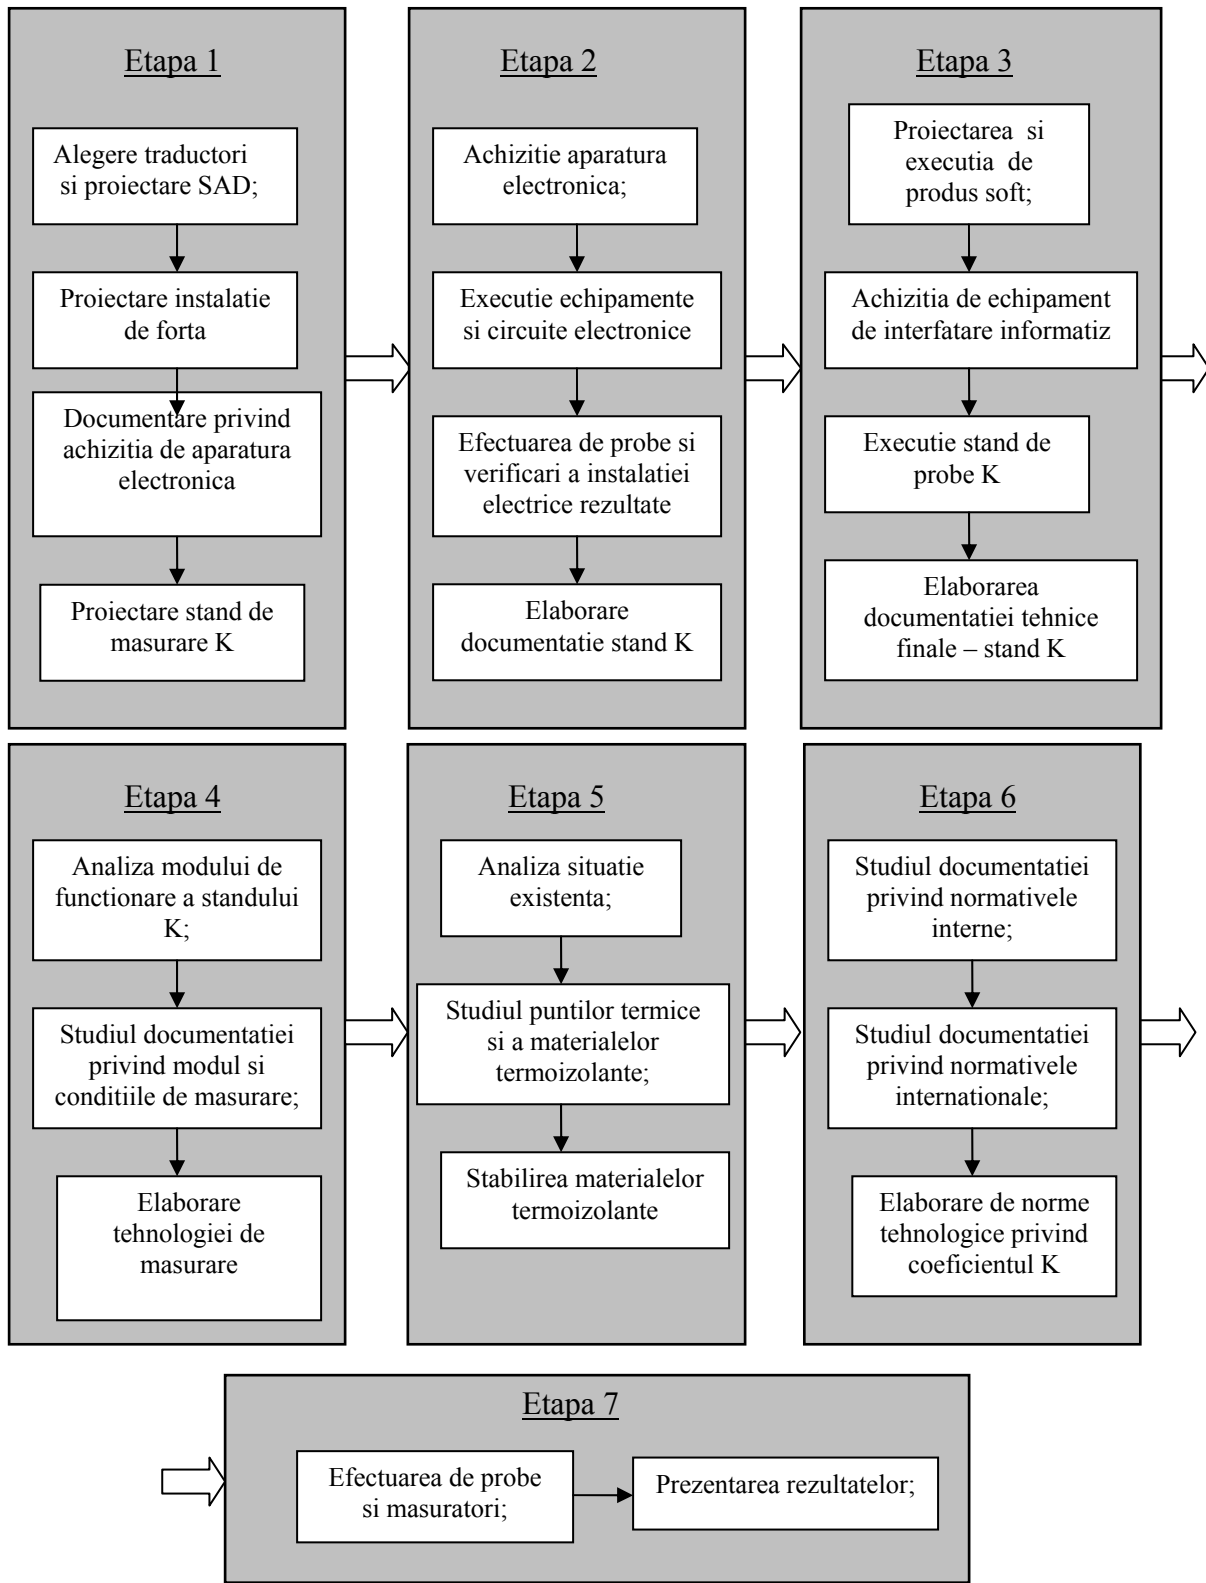 Etapa 1
Alegere traductori
si proiectare SAD;
Proiectare instalatie
de forta
Documentare privind
achizitia de aparatura
electronica
Proiectare stand de
masurare K
Etapa 2
Achizitie aparatura
electronica;
Executie echipamente
si circuite electronice
Efectuarea de probe si
verificari a instalatiei
electrice rezultate
Elaborare
documentatie stand K
Etapa 3
Proiectarea si
executia de
produs soft;
Achizitia de echipament
de interfatare informatiz
Executie stand de
probe K
Elaborarea
documentatiei tehnice
finale – stand K
Etapa 4
Analiza modului de
functionare a standului
K;
Studiul documentatiei
privind modul si
conditiile de masurare;
Elaborare
tehnologiei de
masurare
Etapa 5
Analiza situatie
existenta;
Studiul puntilor termice
si a materialelor
termoizolante;
Stabilirea materialelor
termoizolante
Etapa 6
Studiul documentatiei
privind normativele
interne;
Studiul documentatiei
privind normativele
internationale;
Elaborare de norme
tehnologice privind
coeficientul K
Etapa 7
Efectuarea de probe
si masuratori;
Prezentarea rezultatelor;